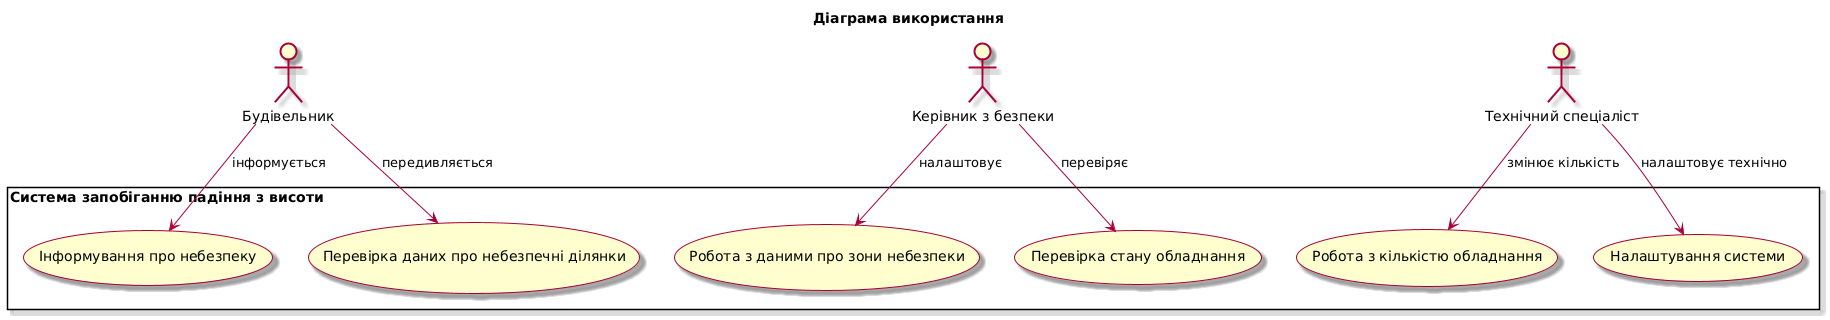 Діаграма використання
Будівельник
Керівник з безпеки
Технічний спеціаліст
інформується
передивляється
налаштовує
перевіряє
змінює кількість
налаштовує технічно
Система запобіганню падіння з висоти
Інформування про небезпеку
Перевірка даних про небезпечні ділянки
Робота з даними про зони небезпеки
Перевірка стану обладнання
Робота з кількістю обладнання
Налаштування системи